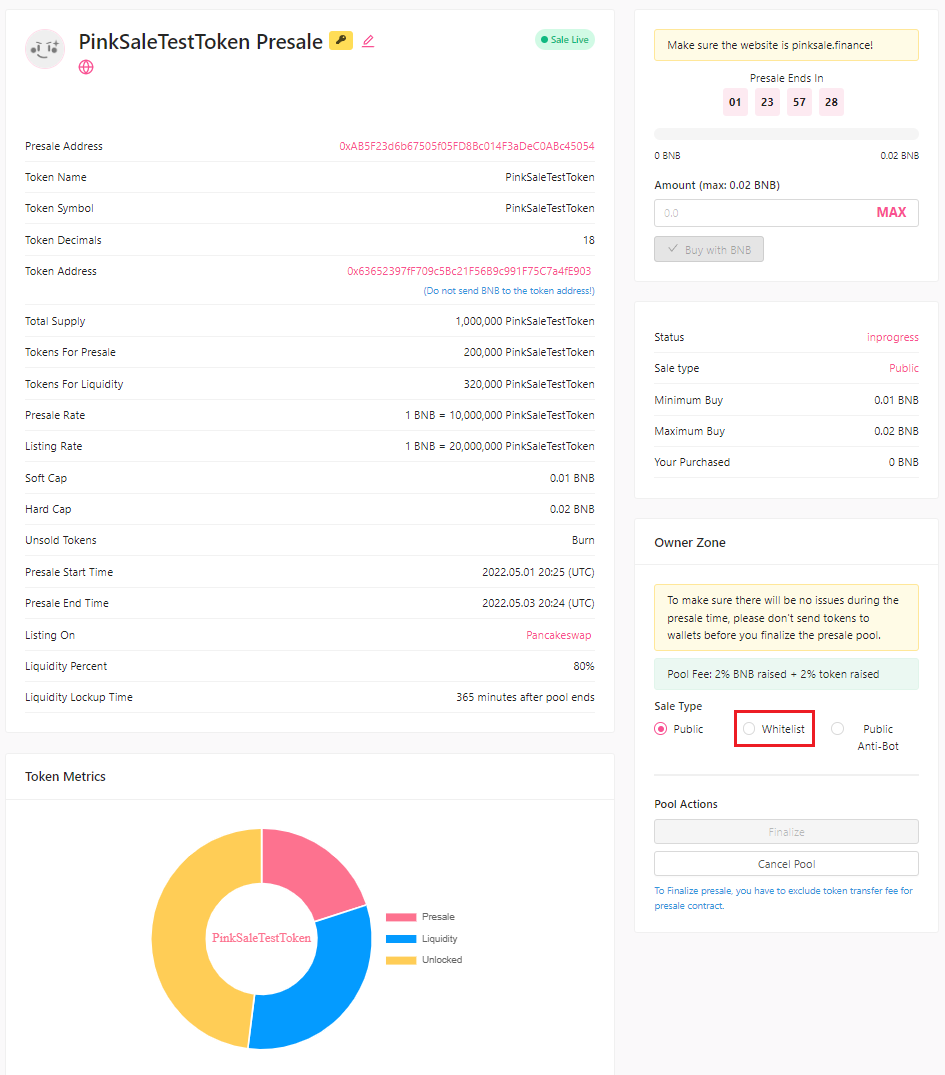 PinkSaleTestToken Presale
Sale Live
Presale Address 0xAB5F23d6b67505f05FD8Bc014F3aDeC0ABc45054
Token Name PinkSaleTestToken
Token Symbol PinkSaleTestToken
Token Decimals 18
Token Address 0x63652397fF709c5Bc21F56B9c991F75C7a4fE903
(Do not send BNB to the token address!)
Total Supply 1,000,000 PinkSaleTestToken
Tokens For Presale 200,000 PinkSaleTestToken
Tokens For Liquidity 320,000 PinkSaleTestToken
Presale Rate 1 BNB = 10,000,000 PinkSaleTestToken
Listing Rate 1 BNB = 20,000,000 PinkSaleTestToken
Soft Cap 0.01 BNB
Hard Cap 0.02 BNB
Unsold Tokens Burn
Presale Start Time 2022.05.01 20:25 (UTC)
Presale End Time 2022.05.03 20:24 (UTC)
Listing On Pancakeswap
Liquidity Percent 80%
Liquidity Lockup Time 365 minutes after pool ends
Token Metrics
PinkSaleTestToken
Presale
Liquidity
Unlocked
Make sure the website is pinksale.finance!
Presale Ends In
01 23 57 28
0 BNB 0.02 BNB
Amount (max: 0.02 BNB)
0.0 MAX
Buy with BNB
Status inprogress
Sale type Public
Minimum Buy 0.01 BNB
Maximum Buy 0.02 BNB
Your Purchased 0 BNB
Owner Zone
To make sure there will be no issues during the
presale time, please don't send tokens to
wallets before you finalize the presale pool.
Pool Fee: 2% BNB raised + 2% token raised
Sale Type
Public Whitelist Public
Anti-Bot
Pool Actions
Finalize
Cancel Pool
To Finalize presale, you have to exclude token transfer fee for
presale contract.